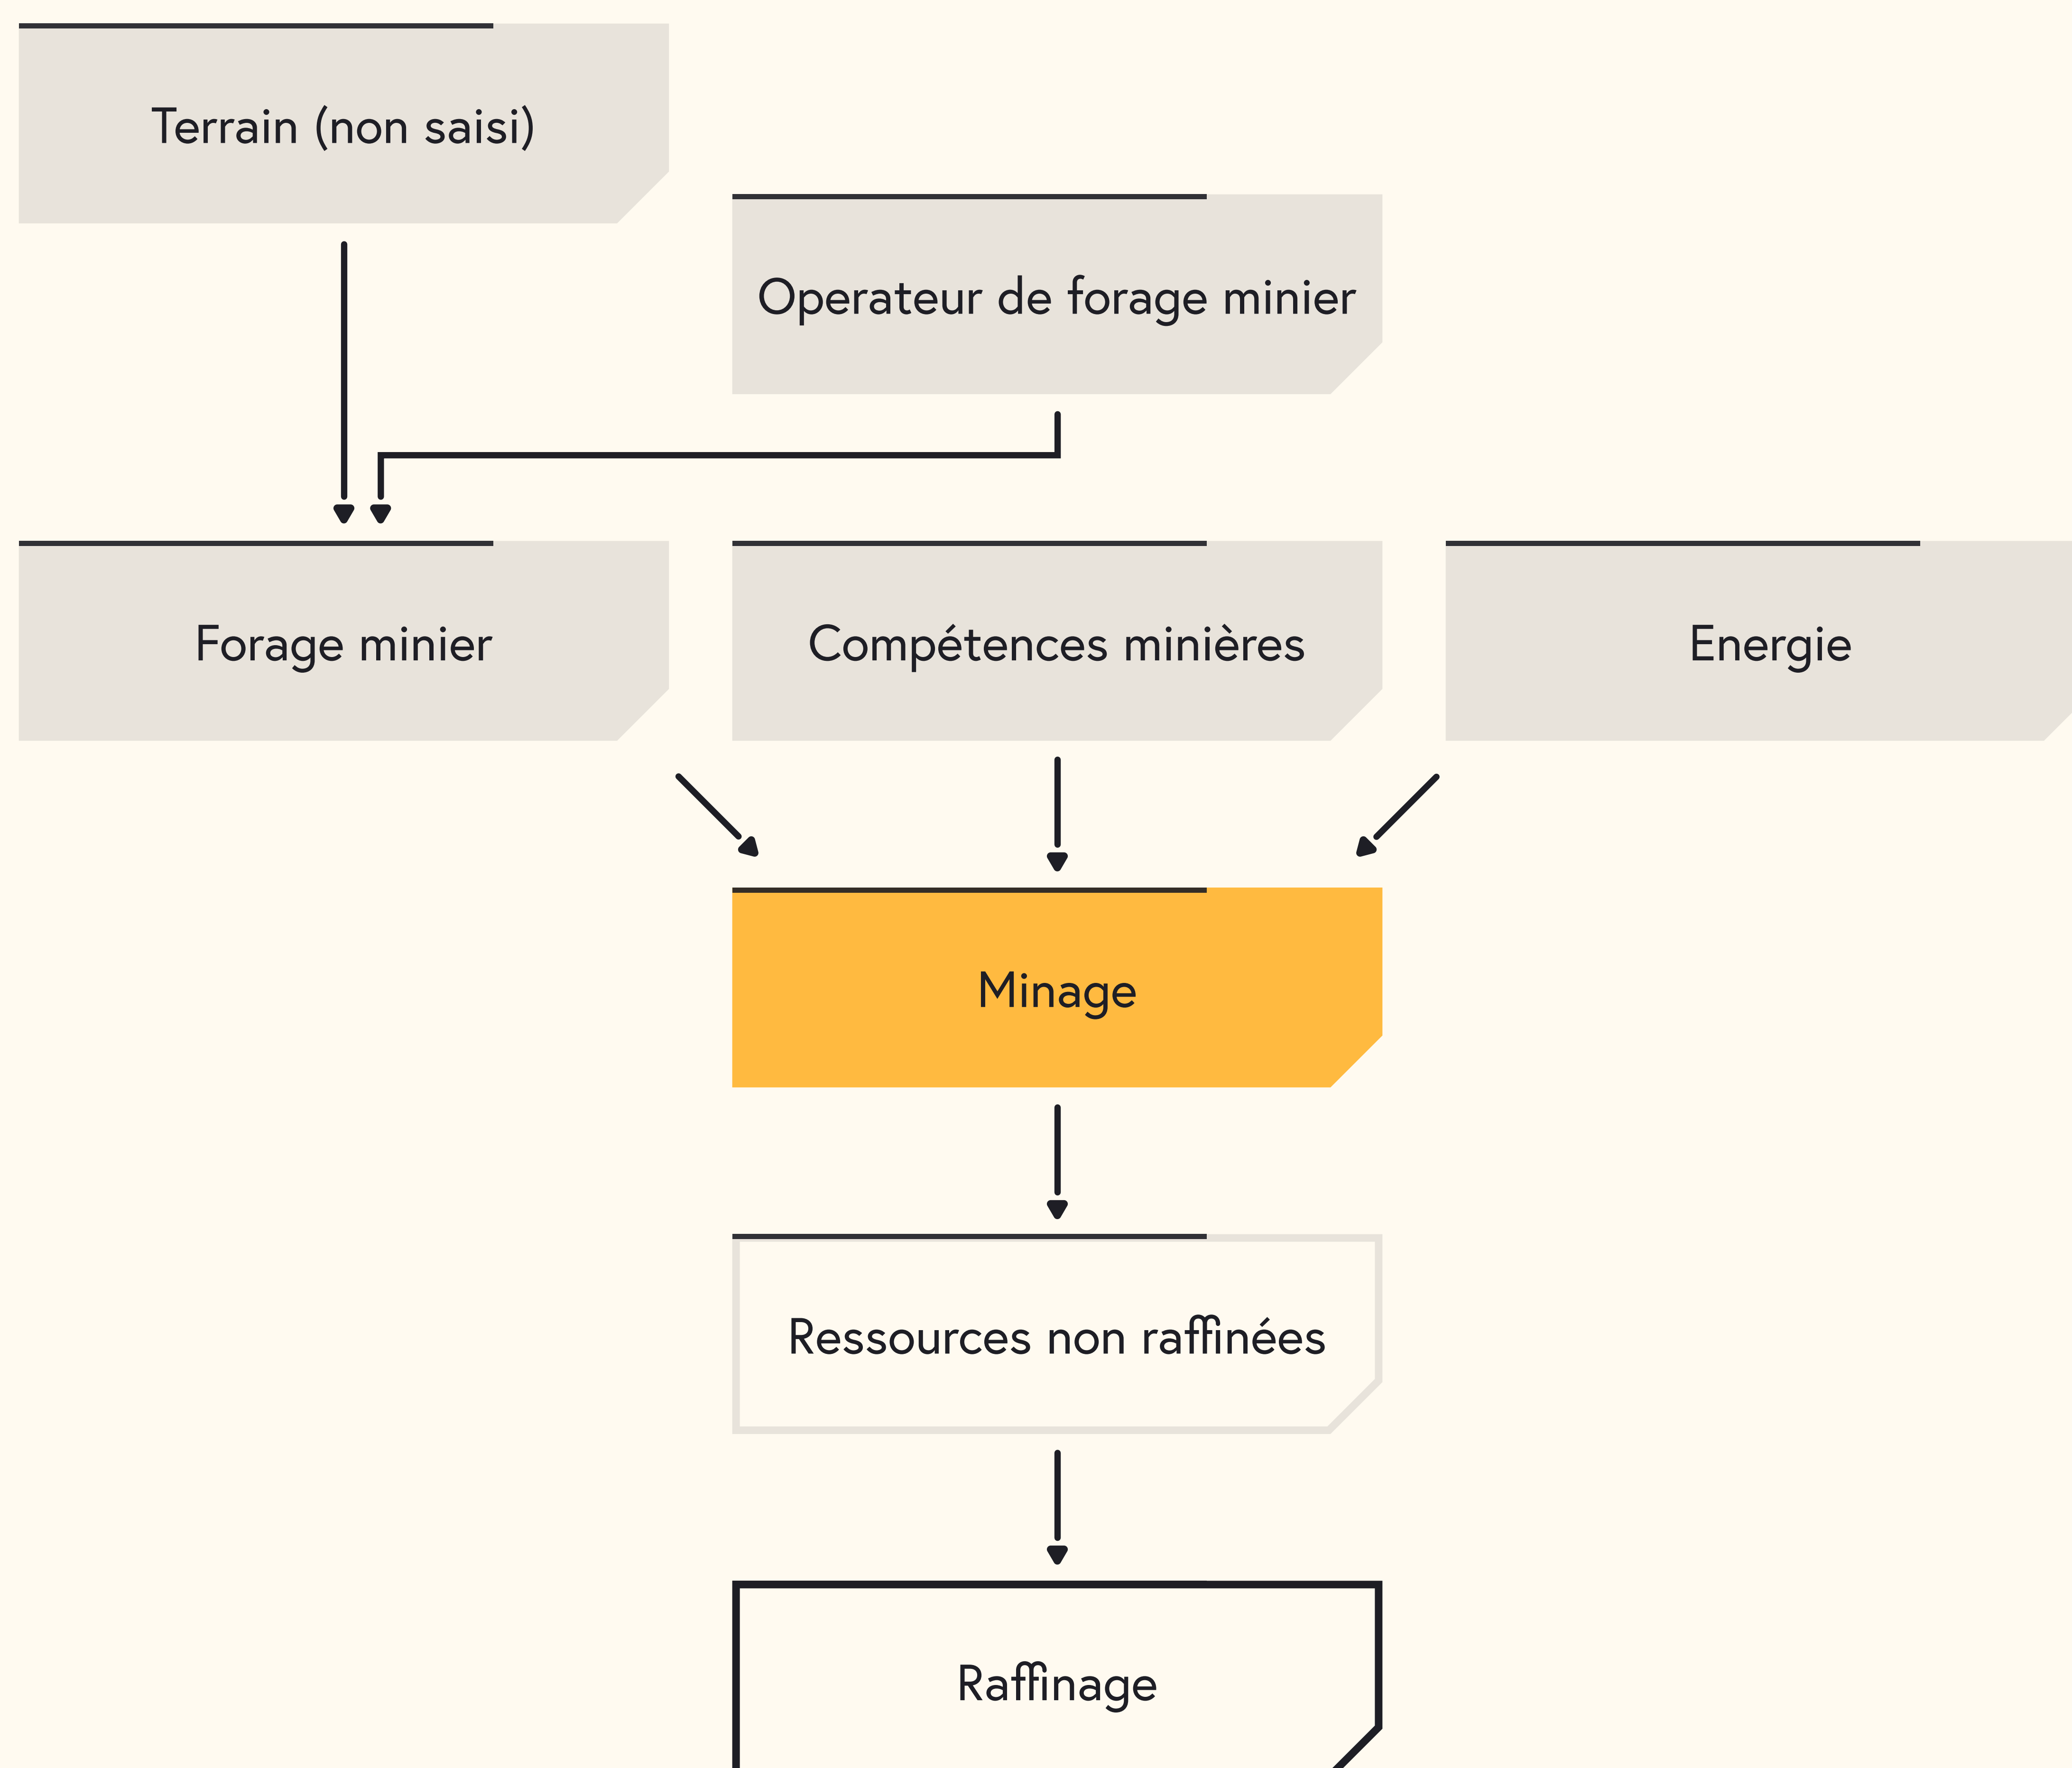 Terrain (non saisi)
Operateur de forage minier
Forage minier
Compétences minières
Energie
Minage
Ressources non raffinées
Raffinage